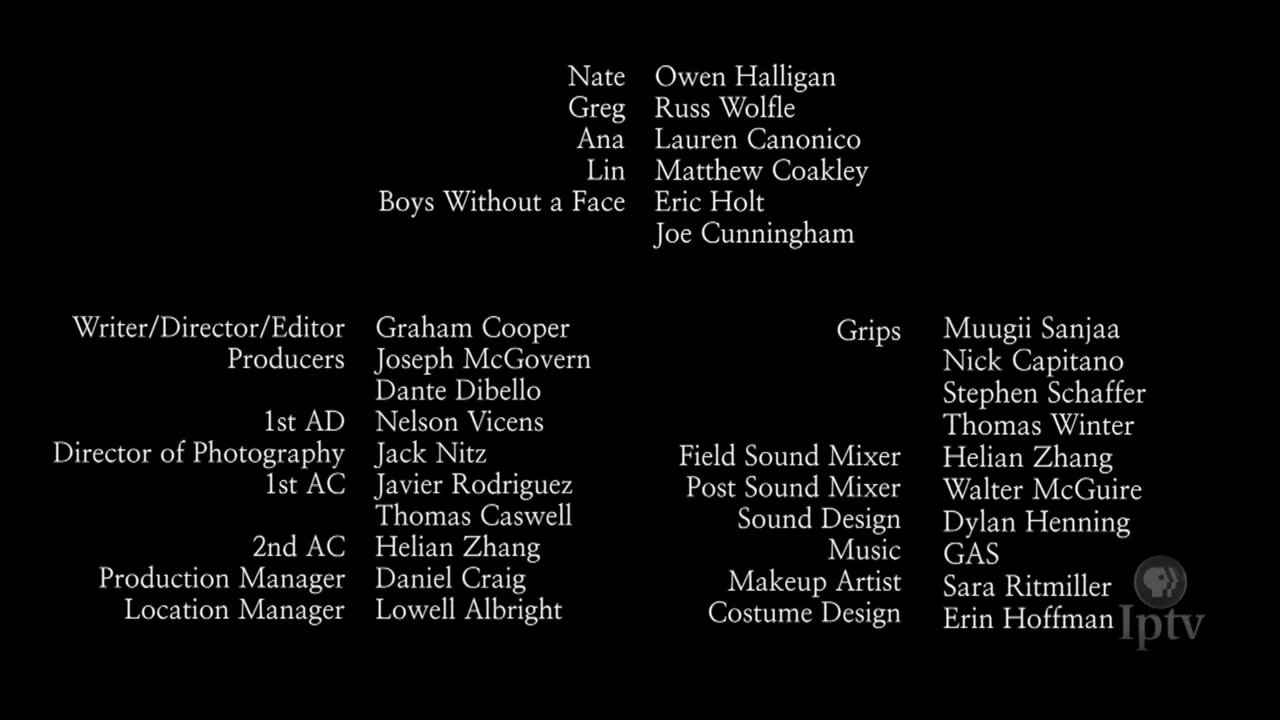 Nate Owen Halligan
Greg Russ Wolfle
Ana Lauren Canonico
Lin Matthew Coakley
Boys Without a Face Eric Holt
Joe Cunningham
Writer/Director/Editor Graham Cooper
Producers Joseph McGovern
Dante Dibello
1st AD Nelson Vicens
Director of Photography Jack Nitz
1st AC Javier Rodriguez
Thomas Caswell
2nd AC Helian Zhang
Production Manager Daniel Craig
Location Manager Lowell Albright
Grips Muugii Sanjaa
Nick Capitano
Stephen Schaffer
Thomas Winter
Field Sound Mixer Helian Zhang
Post Sound Mixer Walter McGuire
Sound Design Dylan Henning
Music GAS
Makeup Artist Sara Ritmiller
Costume Design Erin Hoffman
Iptv